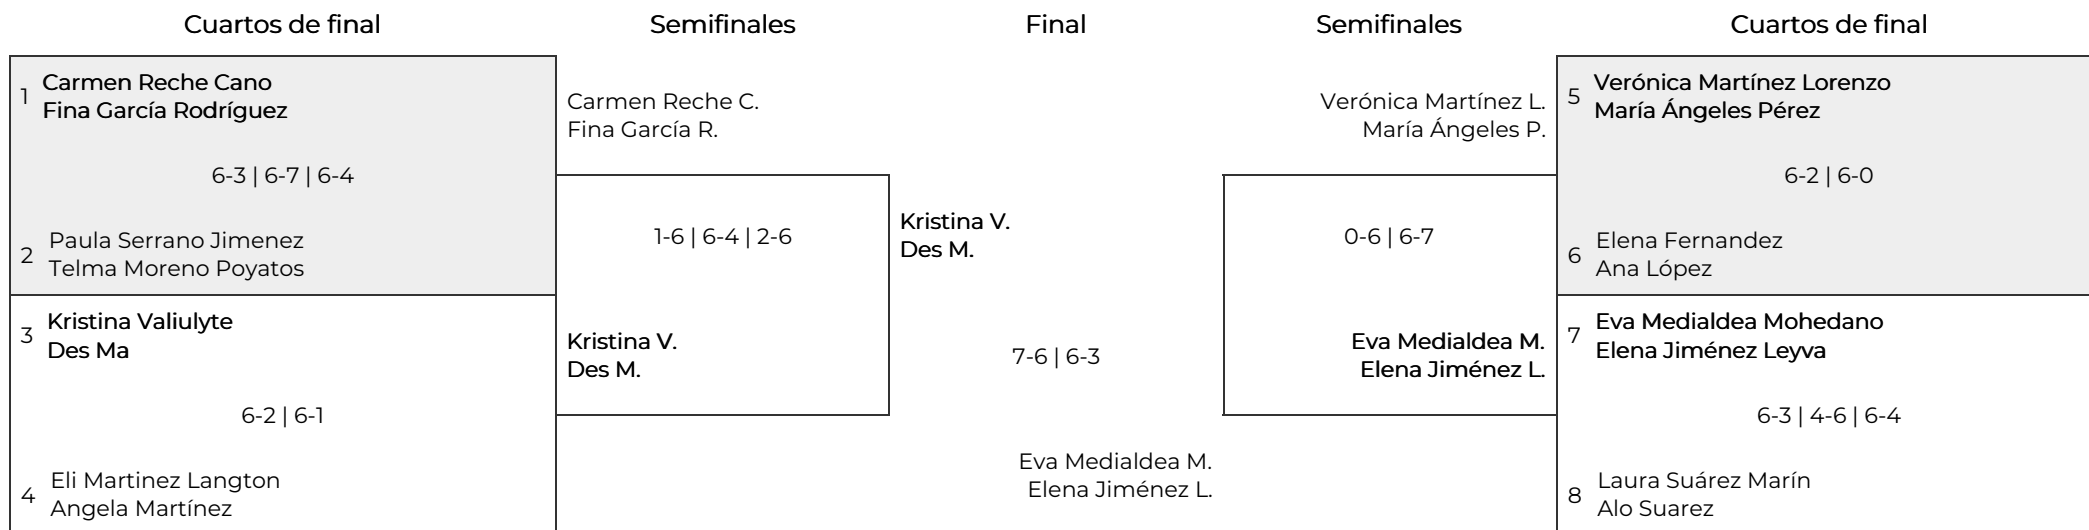 Cuartos de final
Semifinales
Final
Semifinales
Cuartos de final
1
Carmen Reche Cano
Fina García Rodríguez
6-3 | 6-7 | 6-4
2
Paula Serrano Jimenez
Telma Moreno Poyatos
3
Kristina Valiulyte
Des Ma
6-2 | 6-1
4
Eli Martinez Langton
Angela Martínez
Carmen Reche C.
Fina García R.
1-6 | 6-4 | 2-6
Kristina V.
Des M.
Kristina V.
Des M.
7-6 | 6-3
Eva Medialdea M.
Elena Jiménez L.
Verónica Martínez L.
María Ángeles P.
0-6 | 6-7
Eva Medialdea M.
Elena Jiménez L.
5
Verónica Martínez Lorenzo
María Ángeles Pérez
6-2 | 6-0
6
Elena Fernandez
Ana López
7
Eva Medialdea Mohedano
Elena Jiménez Leyva
6-3 | 4-6 | 6-4
8
Laura Suárez Marín
Alo Suarez